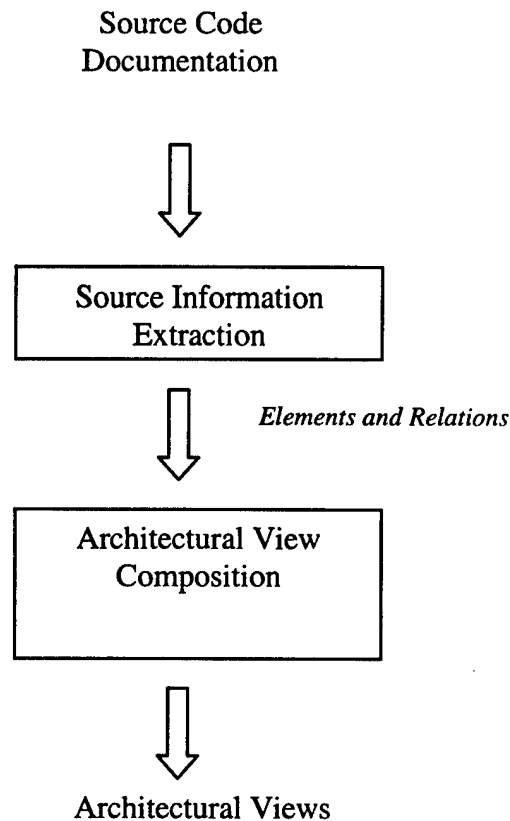 Source Code
Documentation
Source Information
Extraction
Elements and Relations
Architectural View
Composition
Architectural Views